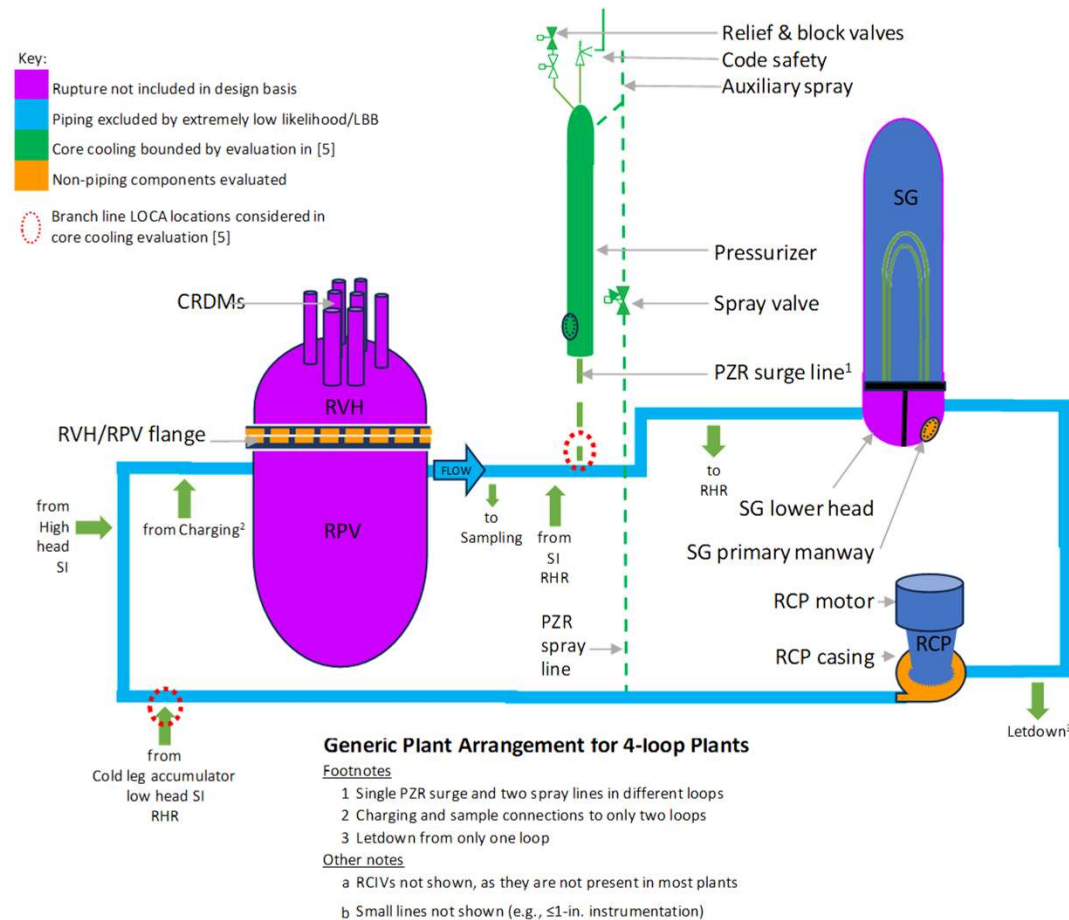 Relief & block valves
Code safety
Auxiliary spray
Key:
Rupture not included in design basis
Piping excluded by extremely low likelihood/LBB
Core cooling bounded by evaluation in [5]
Non-piping components evaluated
Branch line LOCA locations considered in
core cooling evaluation [5]
SG
Pressurizer
CRDMs
Spray valve
PZR surge line¹
RVH
RVH/RPV flange
FLOW
from
High
head
SI
from Charging²
RPV
to
Sampling
from
SI
RHR
to
RHR
SG lower head
SG primary manway
PZR
spray
line
RCP motor
RCP
RCP casing
Letdown³
from
Cold leg accumulator
low head SI
RHR
Generic Plant Arrangement for 4-loop Plants
Footnotes
1 Single PZR surge and two spray lines in different loops
2 Charging and sample connections to only two loops
3 Letdown from only one loop
Other notes
a RCIVs not shown, as they are not present in most plants
b Small lines not shown (e.g., ≤1-in. instrumentation)